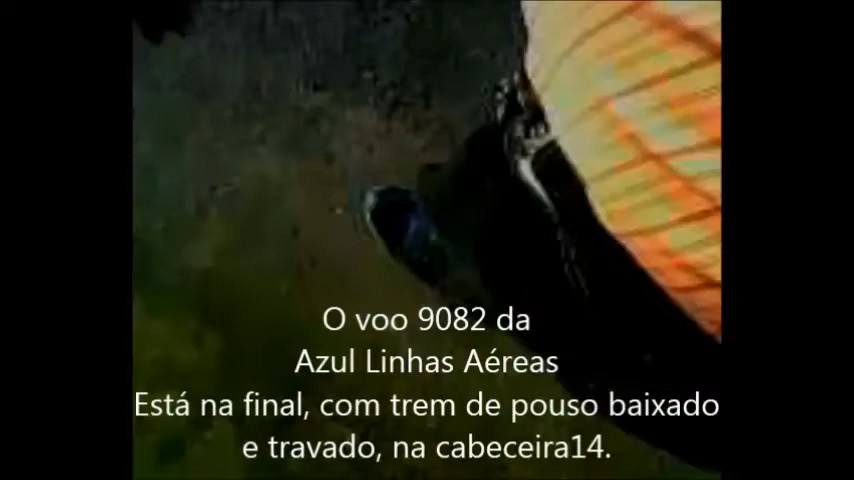 O voo 9082 da
Azul Linhas Aéreas
Está na final, com trem de pouso baixado
e travado, na cabeceira14.